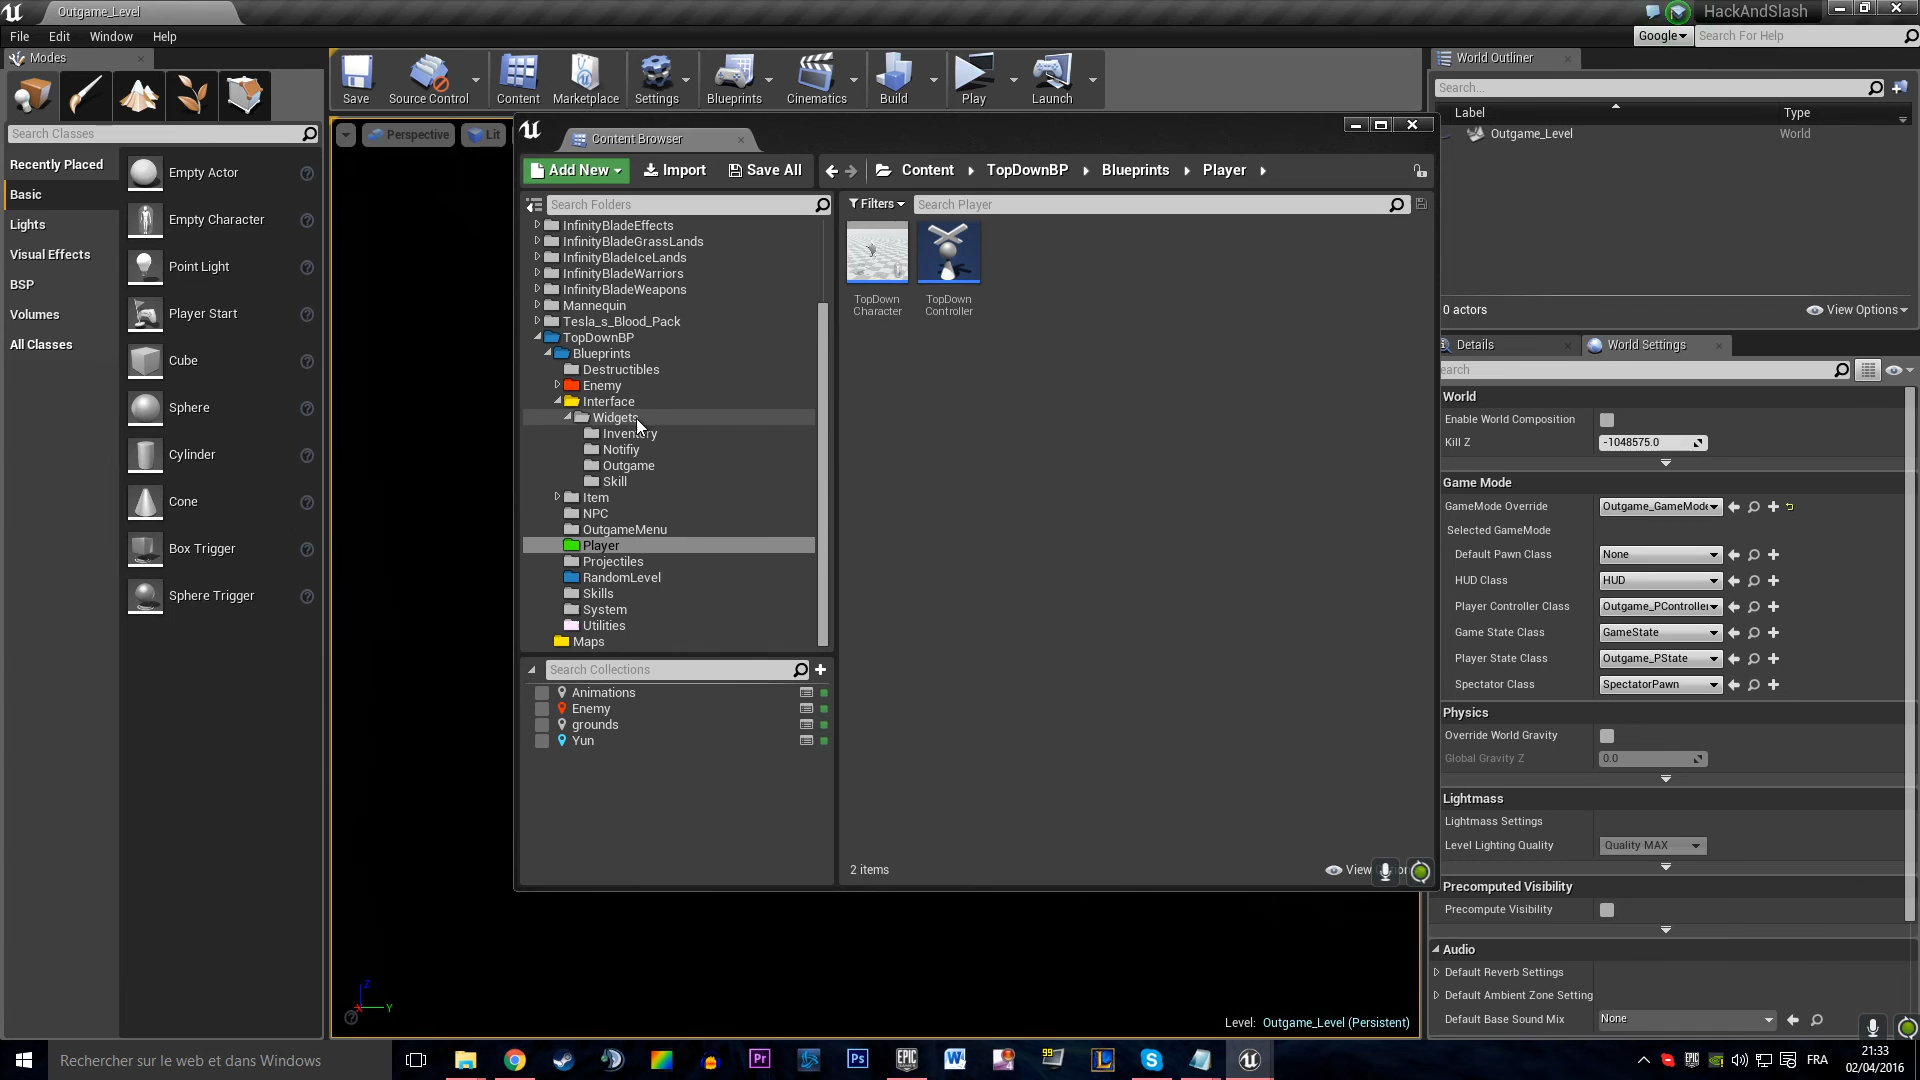 Outgame_Level
HackAndSlash
File Edit Window Help
Google Search For Help
Modes
Search Classes
Recently Placed
Basic
Lights
Visual Effects
BSP
Volumes
All Classes
Empty Actor
Empty Character
Point Light
Player Start
Cube
Sphere
Cylinder
Cone
Box Trigger
Sphere Trigger
Save
Source Control
Content
Marketplace
Settings
Blueprints
Cinematics
Build
Play
Launch
Perspective
Lit
Content Browser
Add New Import Save All
Content TopDownBP Blueprints Player
Search Folders
Filters Search Player
InfinityBladeEffects
InfinityBladeGrassLands
InfinityBladeIceLands
InfinityBladeWarriors
InfinityBladeWeapons
Mannequin
Tesla_s_Blood_Pack
TopDownBP
Blueprints
Destructibles
Enemy
Interface
Widgets
Inventory
Notifiy
Outgame
Skill
Item
NPC
OutgameMenu
Player
Projectiles
RandomLevel
Skills
System
Utilities
Maps
Search Collections
Animations
Enemy
grounds
Yun
TopDown
Character
TopDown
Controller
2 items
View
World Outliner
Search...
Label Type
Outgame_Level World
0 actors View Options
Details World Settings
earch
World
Enable World Composition
Kill Z -1048575.0
Game Mode
GameMode Override Outgame_GameMode
Selected GameMode
Default Pawn Class None
HUD Class HUD
Player Controller Class Outgame_PController
Game State Class GameState
Player State Class Outgame_PState
Spectator Class SpectatorPawn
Physics
Override World Gravity
Global Gravity Z 0.0
Lightmass
Lightmass Settings
Level Lighting Quality Quality MAX
Precomputed Visibility
Precompute Visibility
Audio
Default Reverb Settings
Default Ambient Zone Setting
Default Base Sound Mix None
Z
X
Y
Level: Outgame_Level (Persistent)
Rechercher sur le web et dans Windows
Pr
Ps
EPIC
GAMES
99
FRA
21:33
02/04/2016